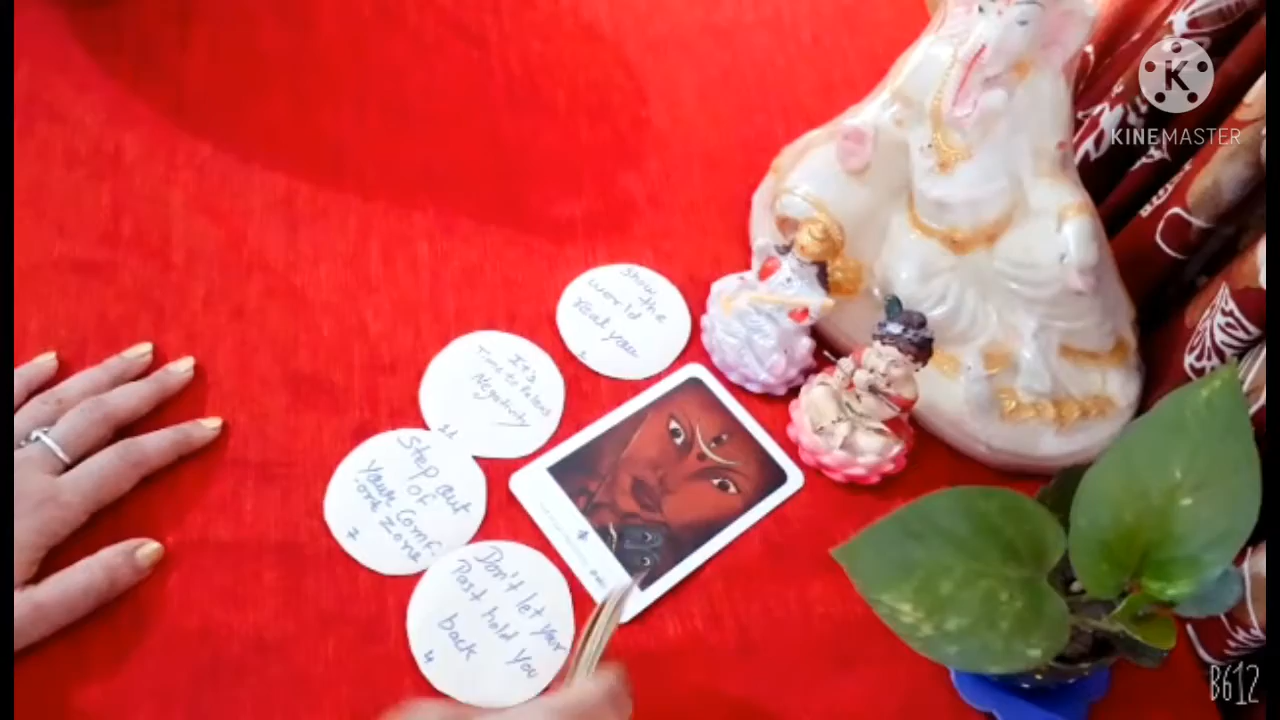 KINEMASTER
Show
the
world
real you
It's
Time to Release
Negativity
11
Step out
of
Your Comf-
ort zone
7
Don't let your
Past hold you
back
4
B612